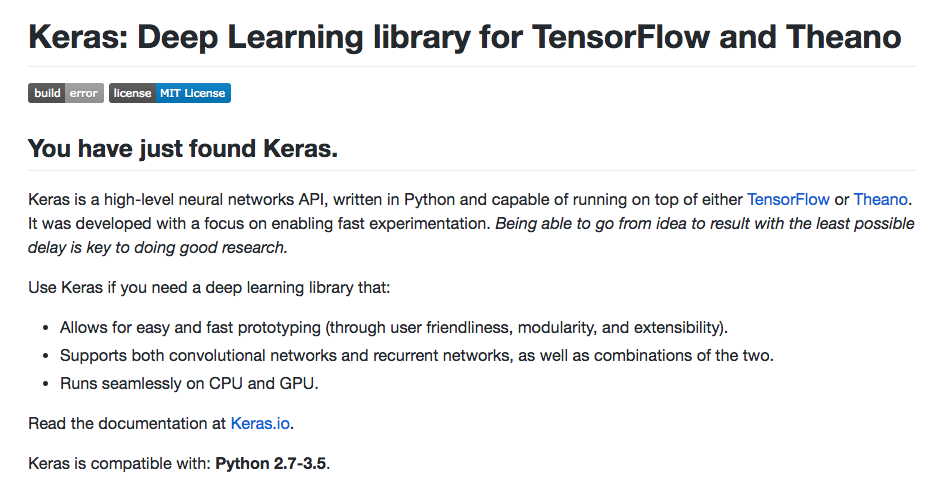 Keras: Deep Learning library for TensorFlow and Theano
build error license MIT License
You have just found Keras.
Keras is a high-level neural networks API, written in Python and capable of running on top of either TensorFlow or Theano.
It was developed with a focus on enabling fast experimentation. Being able to go from idea to result with the least possible
delay is key to doing good research.
Use Keras if you need a deep learning library that:
• Allows for easy and fast prototyping (through user friendliness, modularity, and extensibility).
• Supports both convolutional networks and recurrent networks, as well as combinations of the two.
• Runs seamlessly on CPU and GPU.
Read the documentation at Keras.io.
Keras is compatible with: Python 2.7-3.5.